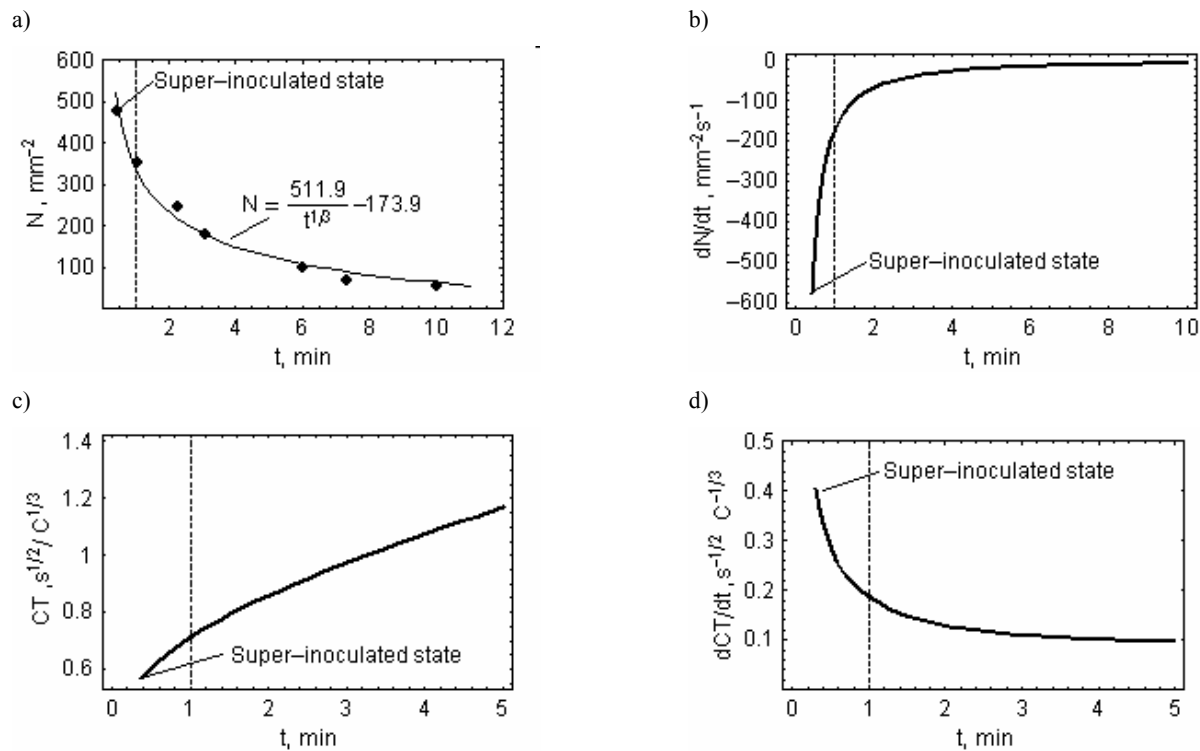 a)
600
500
400
300
200
100
N , mm⁻²
Super–inoculated state
N = 511.9 / t^1/3 –173.9
2 4 6 8 10 12
t, min
b)
0
–100
–200
–300
–400
–500
–600
dN/dt , mm⁻²s⁻¹
Super–inoculated state
0 2 4 6 8 10
t, min
c)
1.4
1.2
1
0.8
0.6
CT , s^1/2 / C^1/3
Super–inoculated state
0 1 2 3 4 5
t, min
d)
0.5
0.4
0.3
0.2
0.1
dCT/dt , s^–1/2 C^–1/3
Super–inoculated state
0 1 2 3 4 5
t, min